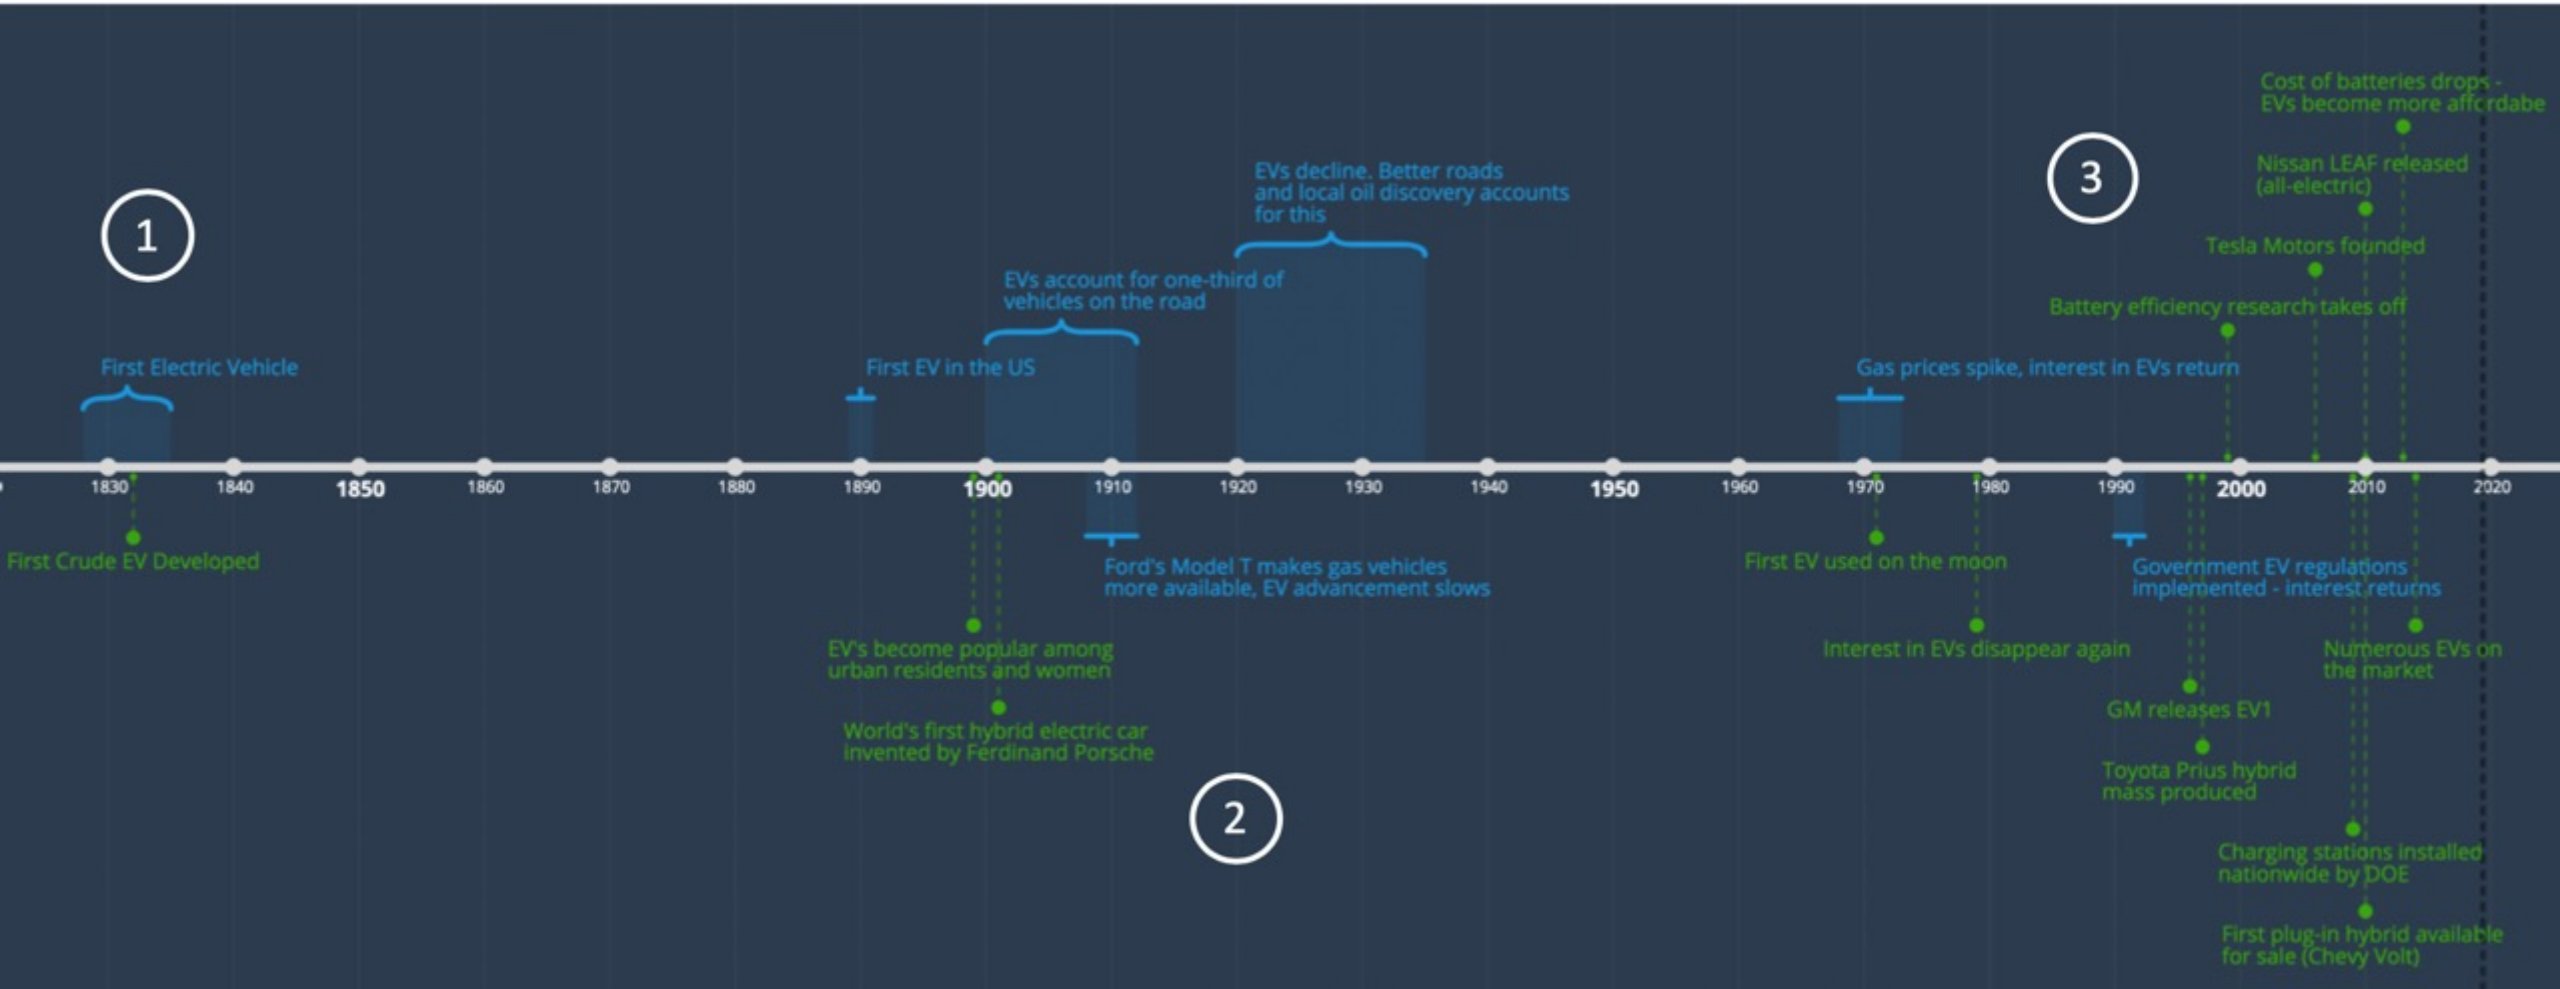 Cost of batteries drops -
EVs become more affordabe
3
Nissan LEAF released
(all-electric)
EVs decline. Better roads
and local oil discovery accounts
for this
1
Tesla Motors founded
EVs account for one-third of
vehicles on the road
Battery efficiency research takes off
First Electric Vehicle
First EV in the US
Gas prices spike, interest in EVs return
1830 1840 1850 1860 1870 1880 1890 1900 1910 1920 1930 1940 1950 1960 1970 1980 1990 2000 2010 2020
First Crude EV Developed
Ford's Model T makes gas vehicles
more available, EV advancement slows
First EV used on the moon
Government EV regulations
implemented - interest returns
EV's become popular among
urban residents and women
Interest in EVs disappear again
Numerous EVs on
the market
GM releases EV1
World's first hybrid electric car
invented by Ferdinand Porsche
Toyota Prius hybrid
mass produced
2
Charging stations installed
nationwide by DOE
First plug-in hybrid available
for sale (Chevy Volt)